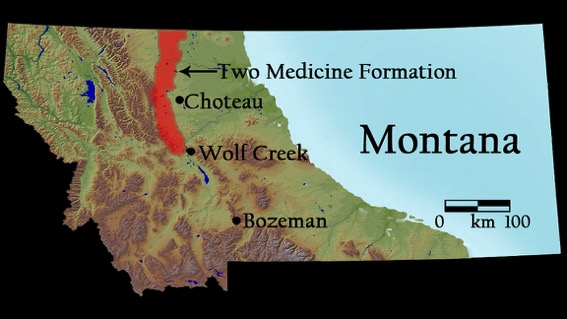 Two Medicine Formation
Choteau
Montana
Wolf Creek
0 km 100
Bozeman